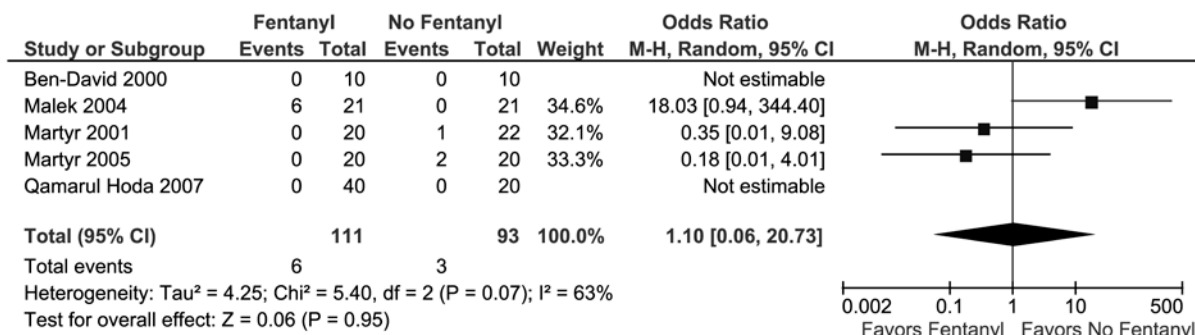 Fentanyl No Fentanyl Odds Ratio Odds Ratio
Study or Subgroup Events Total Events Total Weight M-H, Random, 95% CI M-H, Random, 95% CI
Ben-David 2000 0 10 0 10 Not estimable
Malek 2004 6 21 0 21 34.6% 18.03 [0.94, 344.40]
Martyr 2001 0 20 1 22 32.1% 0.35 [0.01, 9.08]
Martyr 2005 0 20 2 20 33.3% 0.18 [0.01, 4.01]
Qamarul Hoda 2007 0 40 0 20 Not estimable
Total (95% CI) 111 93 100.0% 1.10 [0.06, 20.73]
Total events 6 3
Heterogeneity: Tau² = 4.25; Chi² = 5.40, df = 2 (P = 0.07); I² = 63%
Test for overall effect: Z = 0.06 (P = 0.95)
0.002 0.1 1 10 500
Favors Fentanyl Favors No Fentanyl